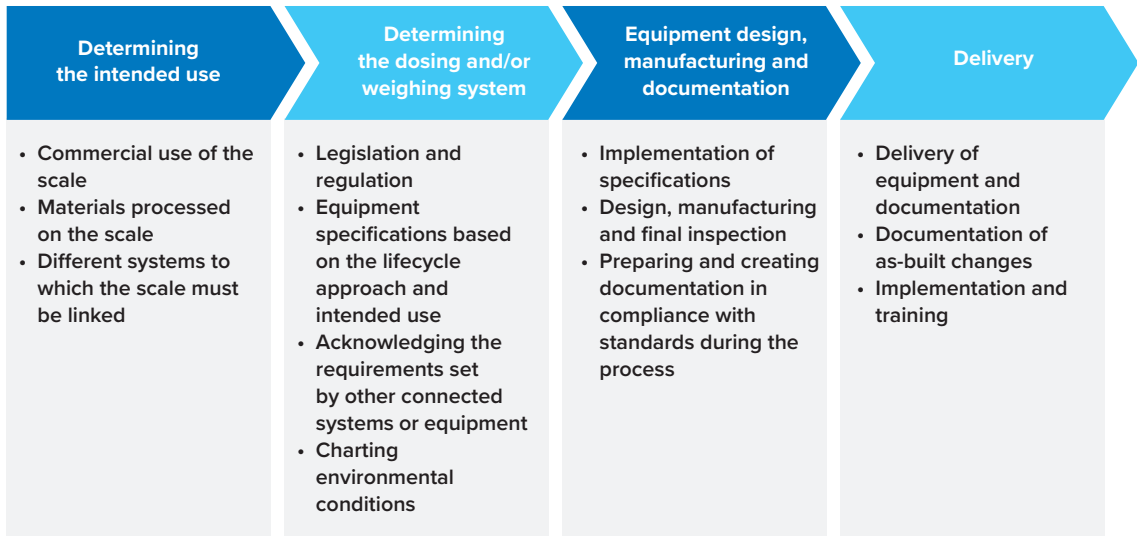 Determining
the intended use
Determining
the dosing and/or
weighing system
Equipment design,
manufacturing and
documentation
Delivery
• Commercial use of the
scale
• Materials processed
on the scale
• Different systems to
which the scale must
be linked
• Legislation and
regulation
• Equipment
specifications based
on the lifecycle
approach and
intended use
• Acknowledging the
requirements set
by other connected
systems or equipment
• Charting
environmental
conditions
• Implementation of
specifications
• Design, manufacturing
and final inspection
• Preparing and creating
documentation in
compliance with
standards during the
process
• Delivery of
equipment and
documentation
• Documentation of
as-built changes
• Implementation and
training